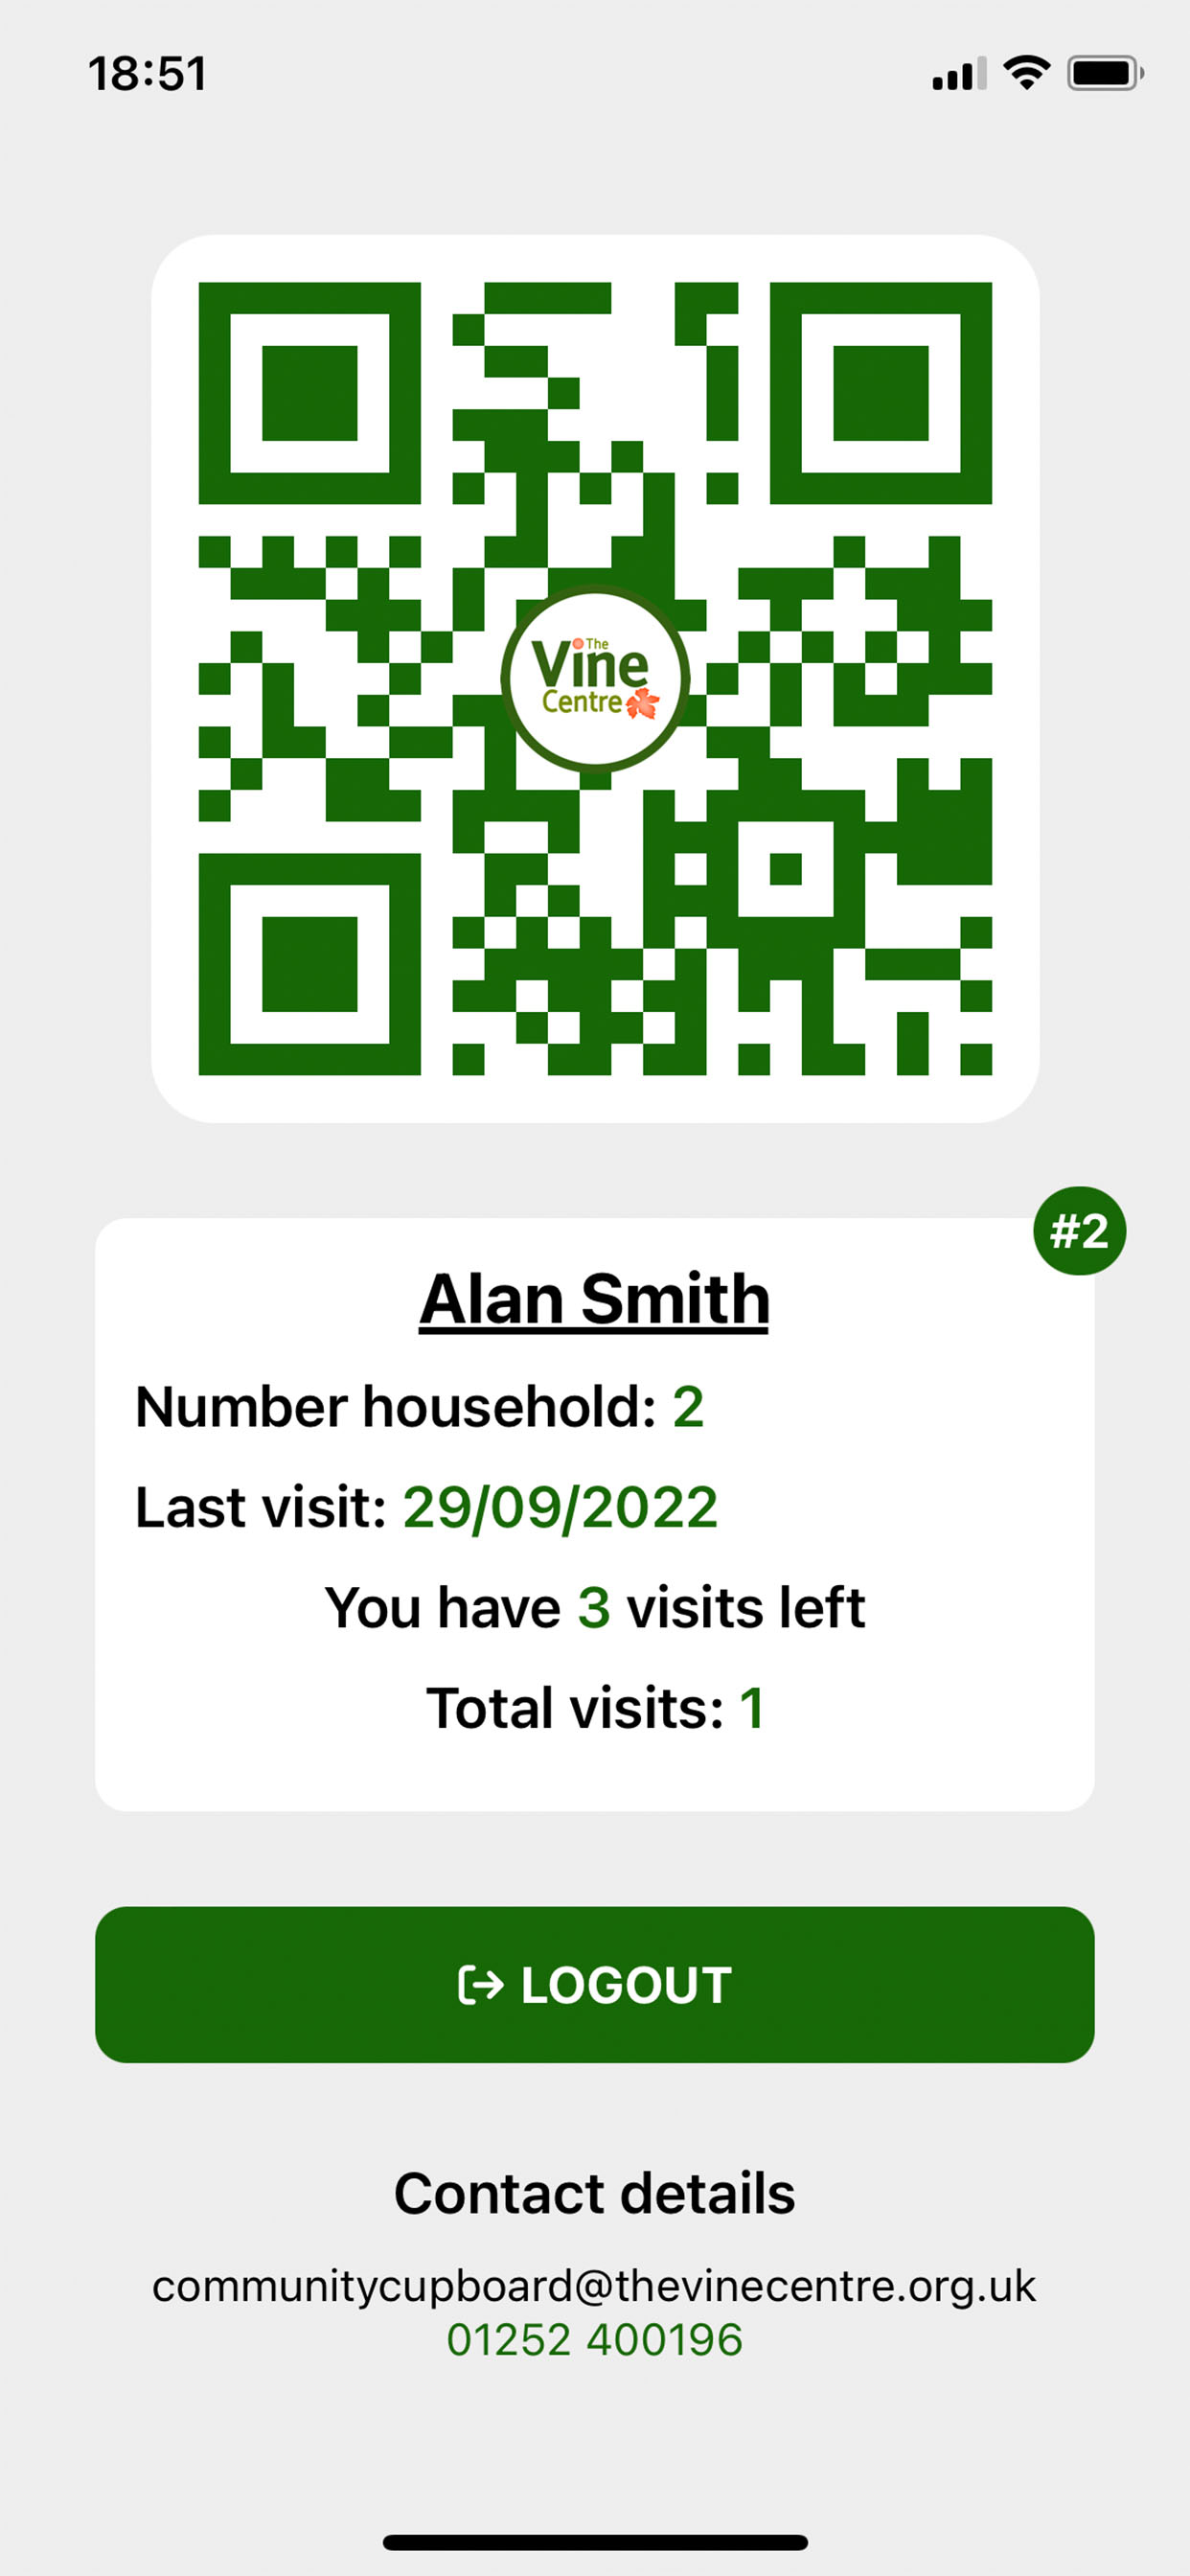 18:51
The
Vine
Centre
#2
Alan Smith
Number household: 2
Last visit: 29/09/2022
You have 3 visits left
Total visits: 1
LOGOUT
Contact details
communitycupboard@thevinecentre.org.uk
01252 400196